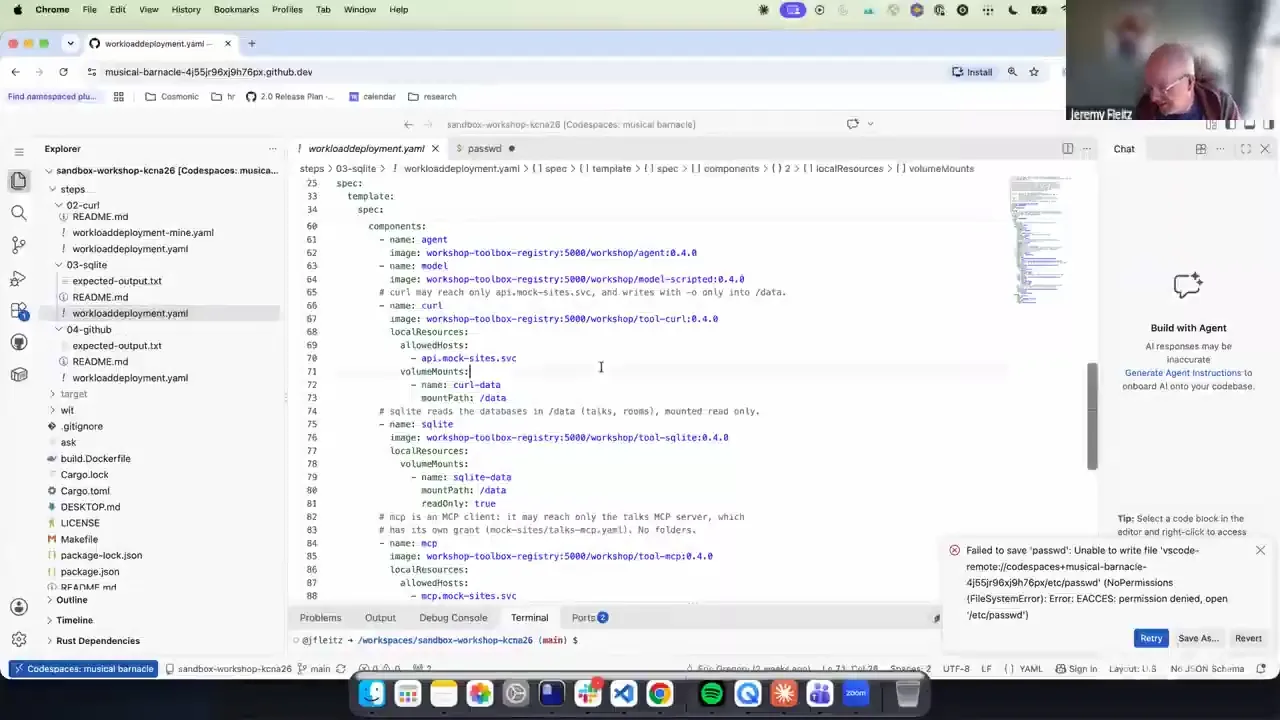 Chrome File Edit View History Bookmarks Profiles Tab Window Help
workloaddeployment.yaml —
musical-barnacle-4j55jr96xj9h76px.github.dev
Install
Find namespaced plu...
Cosmonic
hr
2.0 Release Plan -...
calendar
research
Jeremy Fleitz
sandbox-workshop-kcna26 [Codespaces: musical barnacle]
Explorer
sandbox-workshop-kcna26 [Codespaces: musica...
steps
02-curl
README.md
workloaddeployment-mine.yaml
workloaddeployment.yaml
03-sqlite
expected-output.txt
README.md
workloaddeployment.yaml
04-github
expected-output.txt
README.md
workloaddeployment.yaml
target
wit
.gitignore
ask
build.Dockerfile
Cargo.lock
Cargo.toml
DESKTOP.md
LICENSE
Makefile
package-lock.json
package.json
README.md
Outline
Timeline
Rust Dependencies
workloaddeployment.yaml
passwd
steps > 03-sqlite > workloaddeployment.yaml > {} spec > {} template > {} spec > [ ] components > {} 2 > {} localResources > [ ] volumeMounts
25 spec:
33 template:
34 spec:
60 components:
61 - name: agent
62 image: workshop-toolbox-registry:5000/workshop/agent:0.4.0
63 - name: model
64 image: workshop-toolbox-registry:5000/workshop/model-scripted:0.4.0
65 # curl may reach only api.mock-sites.svc, and writes with -o only into /data.
66 - name: curl
67 image: workshop-toolbox-registry:5000/workshop/tool-curl:0.4.0
68 localResources:
69 allowedHosts:
70 - api.mock-sites.svc
71 volumeMounts:
72 - name: curl-data
73 mountPath: /data
74 # sqlite reads the databases in /data (talks, rooms), mounted read only.
75 - name: sqlite
76 image: workshop-toolbox-registry:5000/workshop/tool-sqlite:0.4.0
77 localResources:
78 volumeMounts:
79 - name: sqlite-data
80 mountPath: /data
81 readOnly: true
82 # mcp is an MCP client: it may reach only the talks MCP server, which
83 # has its own grant (mock-sites/talks-mcp.yaml). No folders.
84 - name: mcp
85 image: workshop-toolbox-registry:5000/workshop/tool-mcp:0.4.0
86 localResources:
87 allowedHosts:
88 - mcp.mock-sites.svc
Problems Output Debug Console Terminal Ports 2
@jfleitz → /workspaces/sandbox-workshop-kcna26 (main) $
Chat
Build with Agent
AI responses may be
inaccurate
Generate Agent Instructions to
onboard AI onto your codebase.
Tip: Select a code block in the
editor and right-click to access
Failed to save 'passwd': Unable to write file 'vscode-
remote://codespaces+musical-barnacle-
4j55jr96xj9h76px/etc/passwd' (NoPermissions
(FileSystemError): Error: EACCES: permission denied, open
'/etc/passwd')
Retry Save As... Revert
Codespaces: musical barnacle
sandbox-workshop-kcna26
main
Eric Gregory (2 weeks ago)
Spaces: 2
UTF-8
LF
{ } YAML
Sign In
Layout: U.S
No JSON Schema
zoom